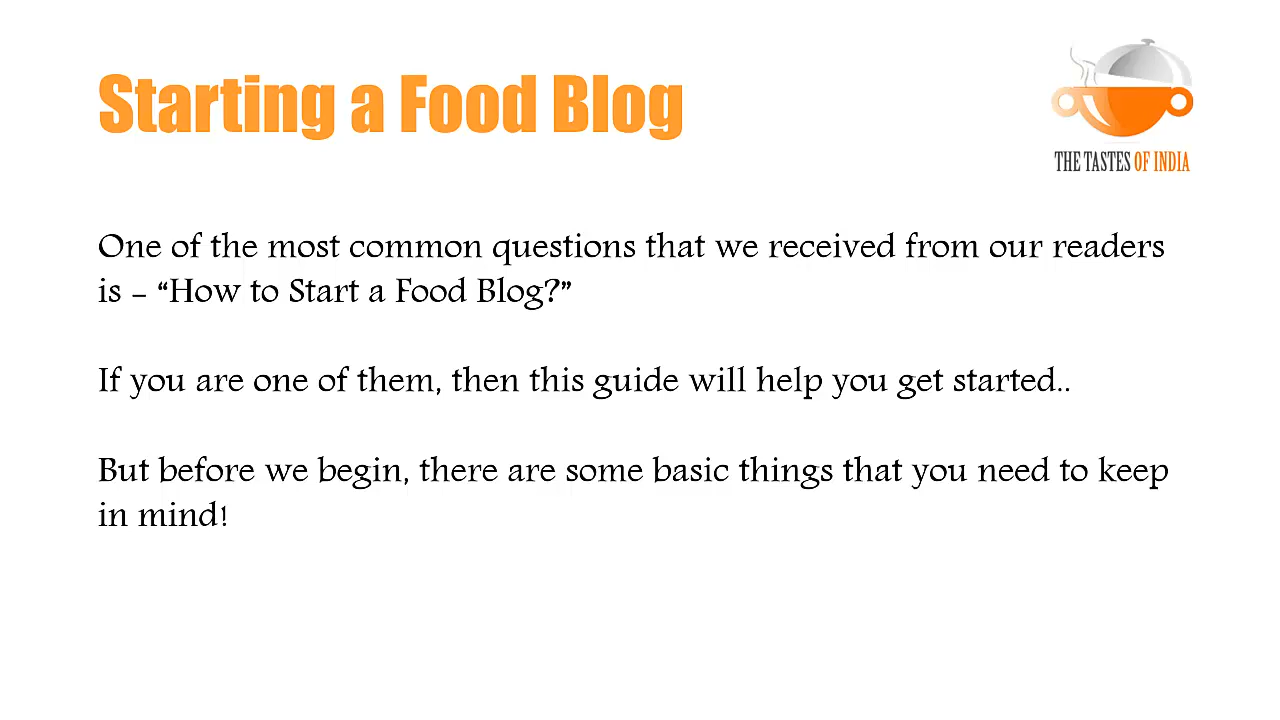 Starting a Food Blog
THE TASTES OF INDIA
One of the most common questions that we received from our readers
is – “How to Start a Food Blog?”
If you are one of them, then this guide will help you get started..
But before we begin, there are some basic things that you need to keep
in mind!